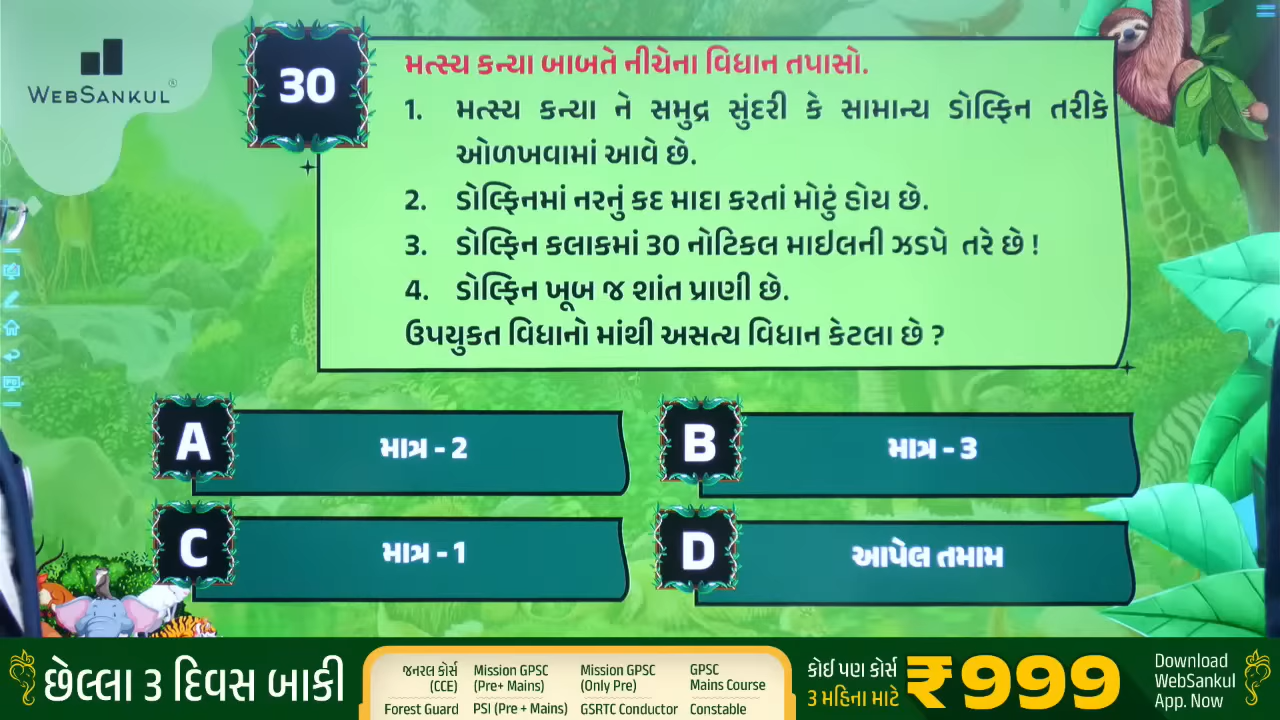 WEBSANKUL®
30
મત્સ્ય કન્યા બાબતે નીચેના વિધાન તપાસો.
1. મત્સ્ય કન્યા ને સમુદ્ર સુંદરી કે સામાન્ય ડોલ્ફિન તરીકે
ઓળખવામાં આવે છે.
2. ડોલ્ફિનમાં નરનું કદ માદા કરતાં મોટું હોય છે.
3. ડોલ્ફિન કલાકમાં 30 નોટિકલ માઇલની ઝડપે તરે છે !
4. ડોલ્ફિન ખૂબ જ શાંત પ્રાણી છે.
ઉપયુકત વિધાનો માંથી અસત્ય વિધાન કેટલા છે ?
A માત્ર - 2
B માત્ર - 3
C માત્ર - 1
D આપેલ તમામ
છેલ્લા 3 દિવસ બાકી
જનરલ કોર્સ (CCE)
Forest Guard
Mission GPSC (Pre+ Mains)
PSI (Pre + Mains)
Mission GPSC (Only Pre)
GSRTC Conductor
GPSC Mains Course
Constable
કોઈ પણ કોર્સ
3 મહિના માટે
₹999
Download
WebSankul
App. Now